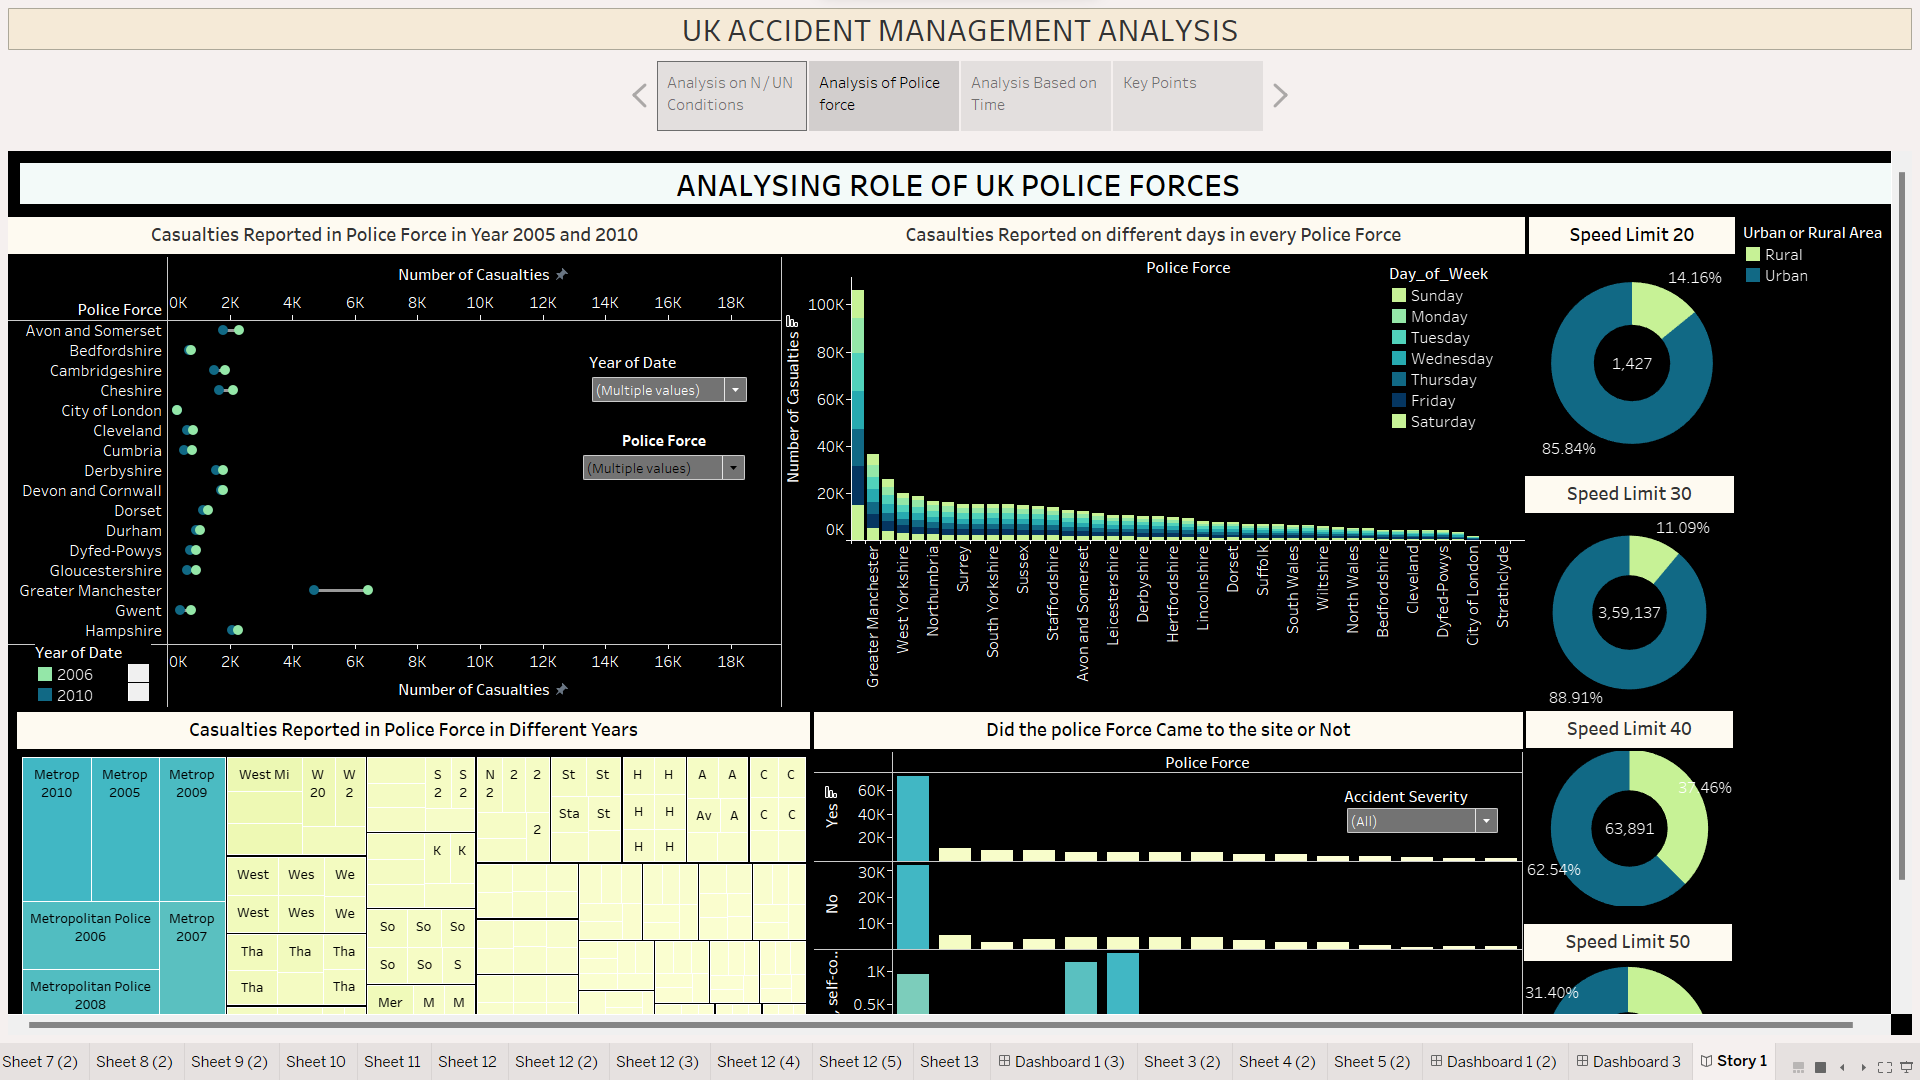 UK ACCIDENT MANAGEMENT ANALYSIS
Analysis on N / UN
Conditions
Analysis of Police
force
Analysis Based on
Time
Key Points
ANALYSING ROLE OF UK POLICE FORCES
Casualties Reported in Police Force in Year 2005 and 2010
Number of Casualties
Police Force
0K 2K 4K 6K 8K 10K 12K 14K 16K 18K
Avon and Somerset
Bedfordshire
Cambridgeshire
Cheshire
City of London
Cleveland
Cumbria
Derbyshire
Devon and Cornwall
Dorset
Durham
Dyfed-Powys
Gloucestershire
Greater Manchester
Gwent
Hampshire
Year of Date
(Multiple values)
Police Force
(Multiple values)
0K 2K 4K 6K 8K 10K 12K 14K 16K 18K
Number of Casualties
Year of Date
2006
2010
Casaulties Reported on different days in every Police Force
Police Force
Number of Casualties
100K
80K
60K
40K
20K
0K
Day_of_Week
Sunday
Monday
Tuesday
Wednesday
Thursday
Friday
Saturday
Greater Manchester
West Yorkshire
Northumbria
Surrey
South Yorkshire
Sussex
Staffordshire
Avon and Somerset
Leicestershire
Derbyshire
Hertfordshire
Lincolnshire
Dorset
Suffolk
South Wales
Wiltshire
North Wales
Bedfordshire
Cleveland
Dyfed-Powys
City of London
Strathclyde
Speed Limit 20
14.16%
1,427
85.84%
Speed Limit 30
11.09%
3,59,137
88.91%
Speed Limit 40
37.46%
63,891
62.54%
Speed Limit 50
31.40%
Urban or Rural Area
Rural
Urban
Casualties Reported in Police Force in Different Years
Metrop
2010
Metrop
2005
Metrop
2009
Metropolitan Police
2006
Metrop
2007
Metropolitan Police
2008
West Mi
W
20
W
2
West Wes We
West Wes We
Tha Tha Tha
Tha Tha
S
2
S
2
K K
So So So
So So S
Mer M M
N
2
2 2
2
St St
Sta St
H H
H H
H H
A A
Av A
C C
C C
Did the police Force Came to the site or Not
Police Force
Yes
60K
40K
20K
Accident Severity
(All)
No
30K
20K
10K
self-co..
1K
0.5K
Sheet 7 (2) Sheet 8 (2) Sheet 9 (2) Sheet 10 Sheet 11 Sheet 12 Sheet 12 (2) Sheet 12 (3) Sheet 12 (4) Sheet 12 (5) Sheet 13 Dashboard 1 (3) Sheet 3 (2) Sheet 4 (2) Sheet 5 (2) Dashboard 1 (2) Dashboard 3 Story 1